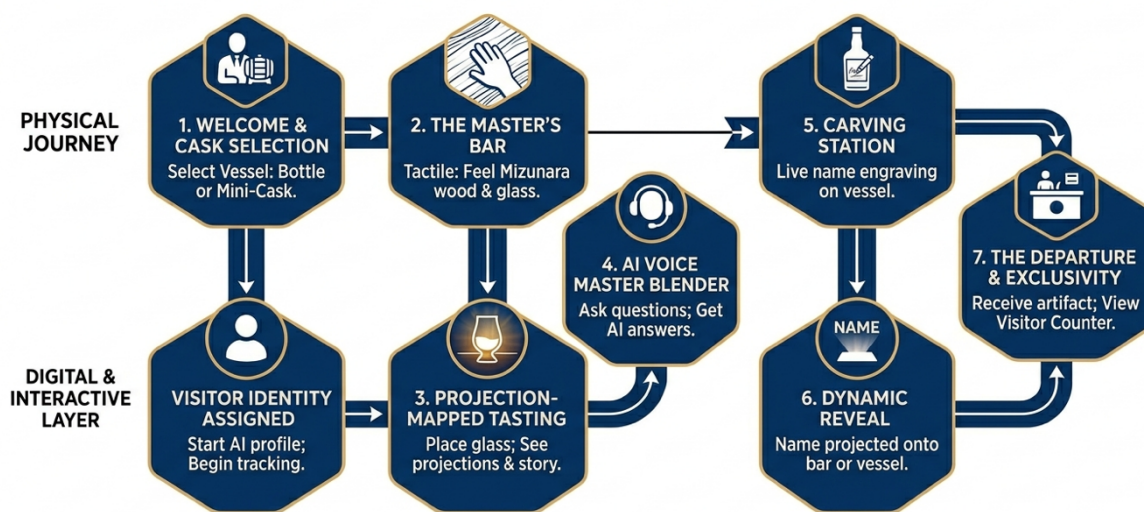 PHYSICAL
JOURNEY
1. WELCOME &
CASK SELECTION
Select Vessel: Bottle
or Mini-Cask.
2. THE MASTER'S
BAR
Tactile: Feel Mizunara
wood & glass.
5. CARVING
STATION
Live name engraving
on vessel.
4. AI VOICE
MASTER BLENDER
Ask questions; Get
AI answers.
7. THE DEPARTURE
& EXCLUSIVITY
Receive artifact; View
Visitor Counter.
DIGITAL &
INTERACTIVE
LAYER
VISITOR IDENTITY
ASSIGNED
Start AI profile;
Begin tracking.
3. PROJECTION-
MAPPED TASTING
Place glass; See
projections & story.
NAME
6. DYNAMIC
REVEAL
Name projected onto
bar or vessel.